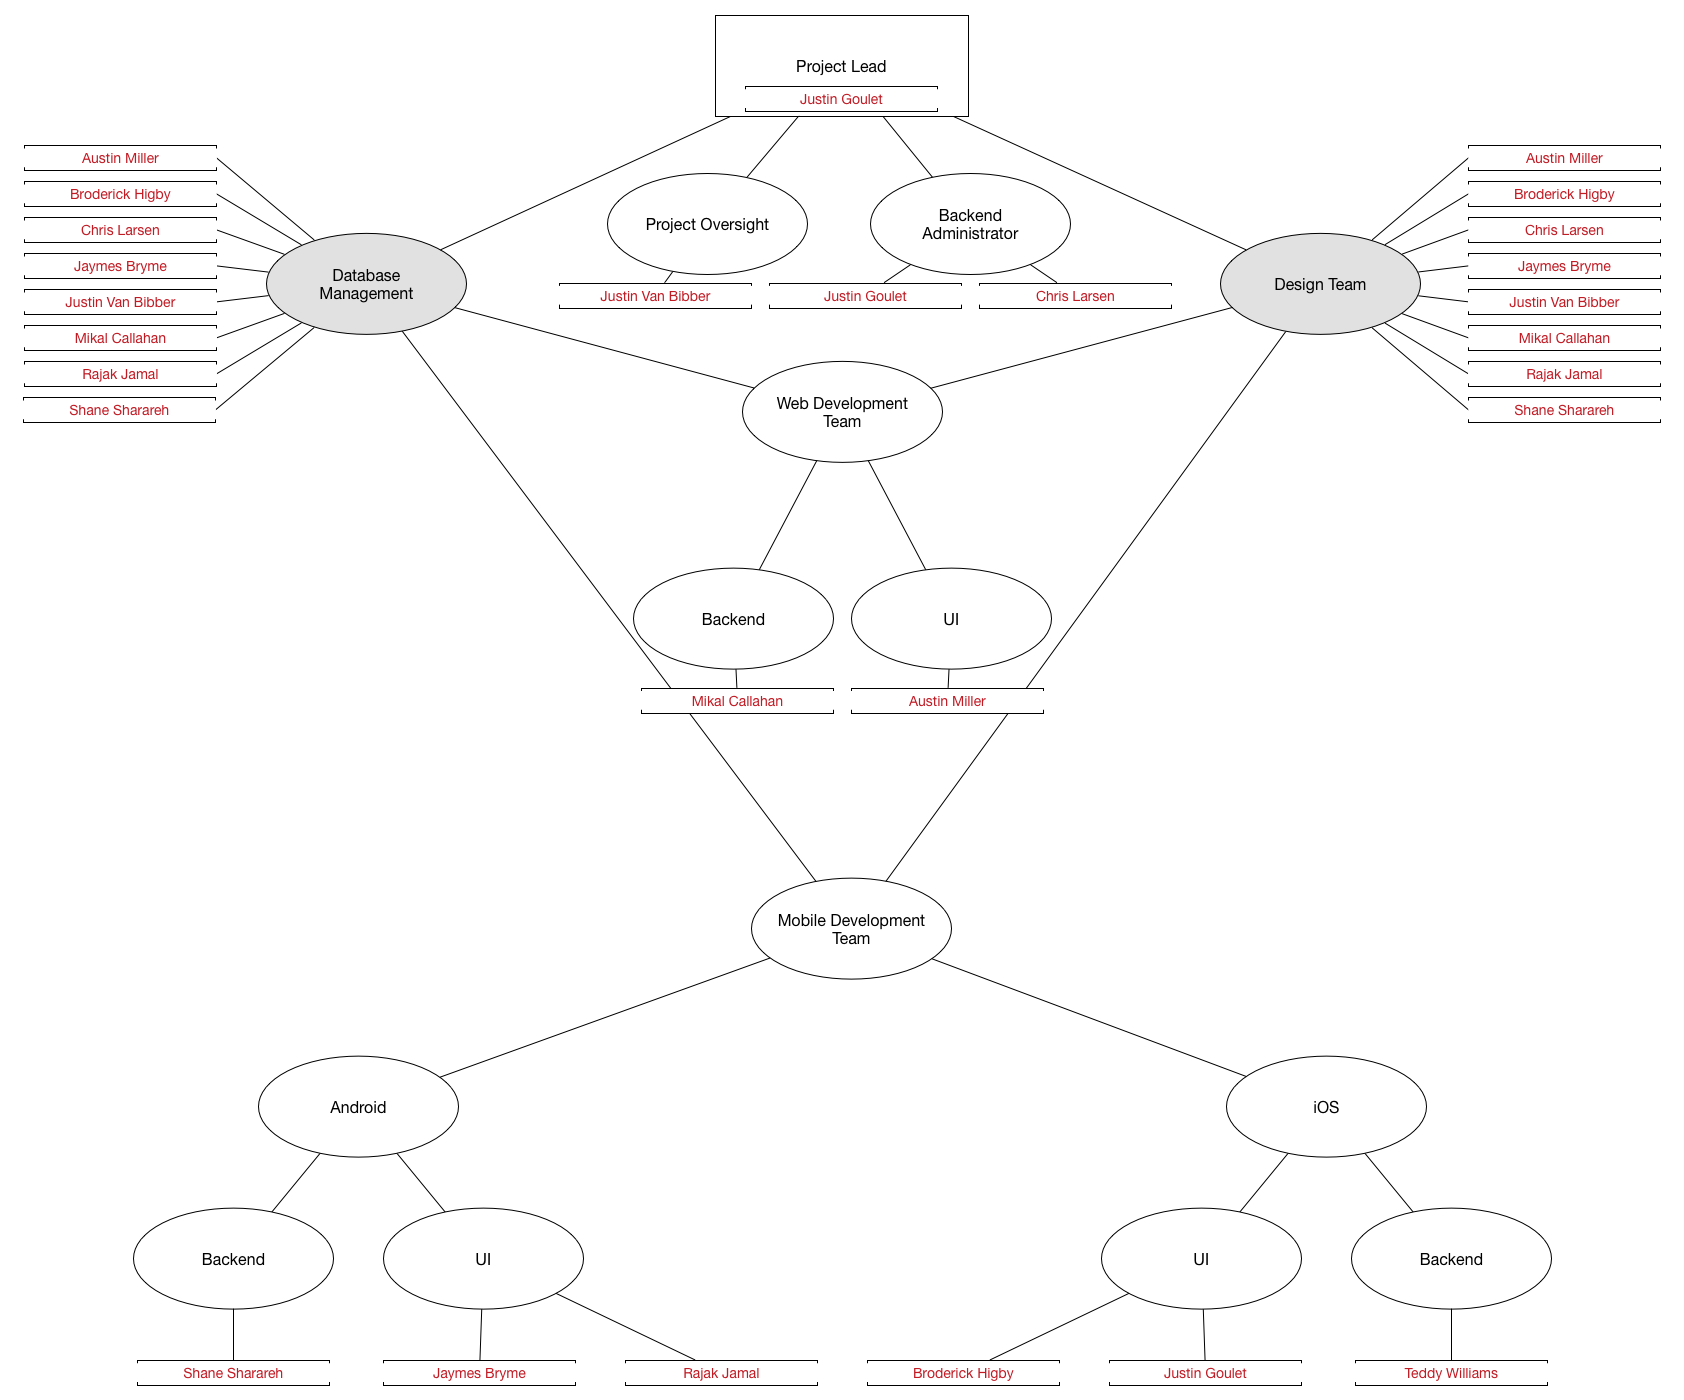 Project Lead
Justin Goulet
Austin Miller
Broderick Higby
Chris Larsen
Jaymes Bryme
Justin Van Bibber
Mikal Callahan
Rajak Jamal
Shane Sharareh
Database
Management
Project Oversight
Justin Van Bibber
Backend
Administrator
Justin Goulet
Chris Larsen
Design Team
Austin Miller
Broderick Higby
Chris Larsen
Jaymes Bryme
Justin Van Bibber
Mikal Callahan
Rajak Jamal
Shane Sharareh
Web Development
Team
Backend
UI
Mikal Callahan
Austin Miller
Mobile Development
Team
Android
iOS
Backend
UI
UI
Backend
Shane Sharareh
Jaymes Bryme
Rajak Jamal
Broderick Higby
Justin Goulet
Teddy Williams